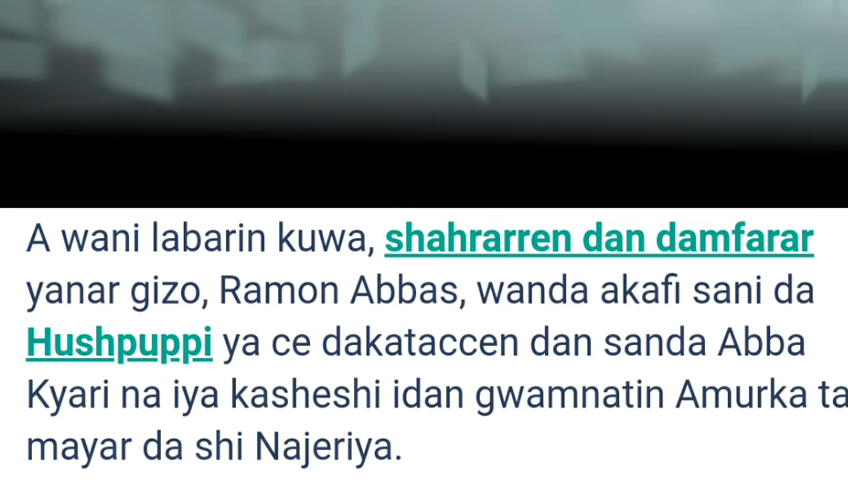 A wani labarin kuwa, shahrarren dan damfarar
yanar gizo, Ramon Abbas, wanda akafi sani da
Hushpuppi ya ce dakataccen dan sanda Abba
Kyari na iya kasheshi idan gwamnatin Amurka ta
mayar da shi Najeriya.